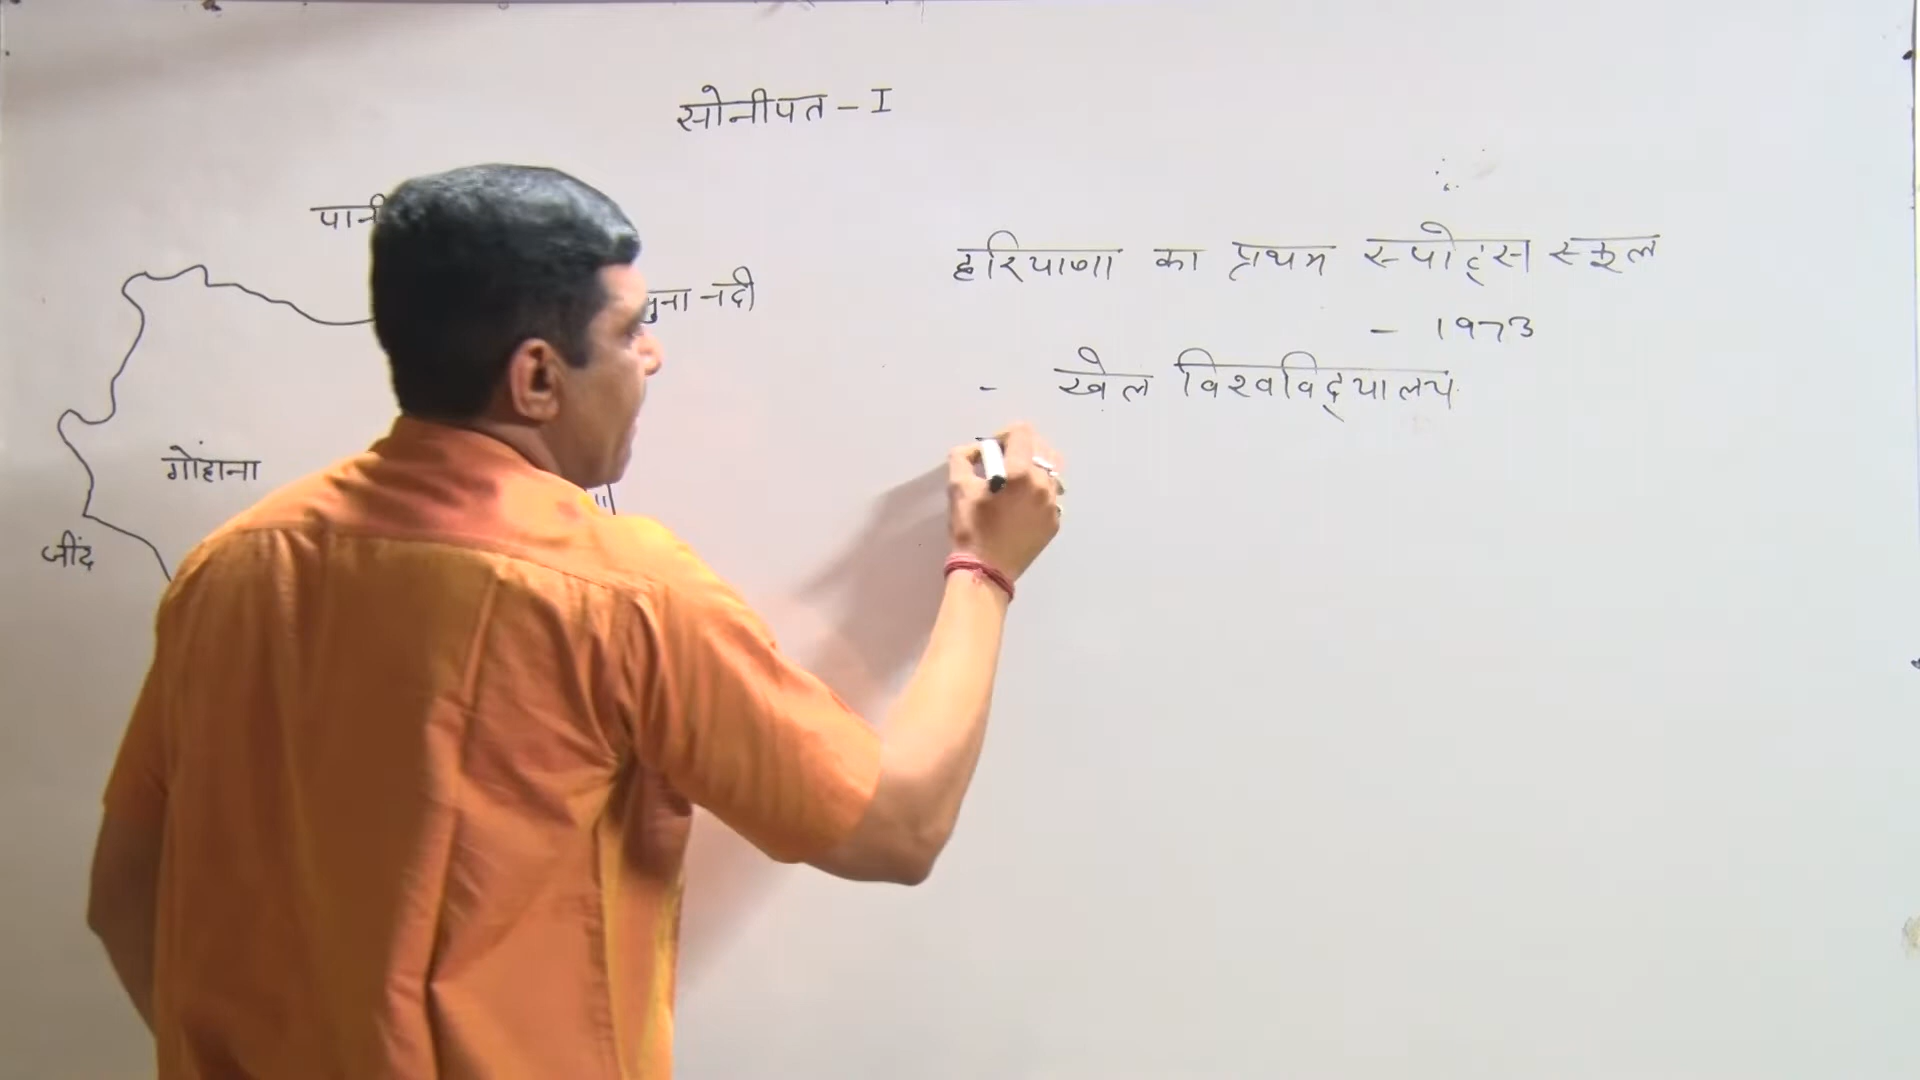 सोनीपत - I
नदी
हरियाणा का प्रथम स्पोर्ट्स स्कूल
- 1973
- खेल विश्वविद्यालय
गोंहाना
जींद